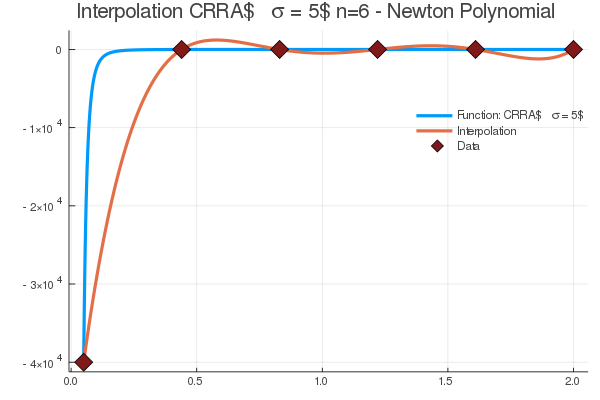 Interpolation CRRA$ σ = 5$ n=6 - Newton Polynomial
0
- 1×10 4
- 2×10 4
- 3×10 4
- 4×10 4
Function: CRRA$ σ = 5$
Interpolation
Data
0.0 0.5 1.0 1.5 2.0